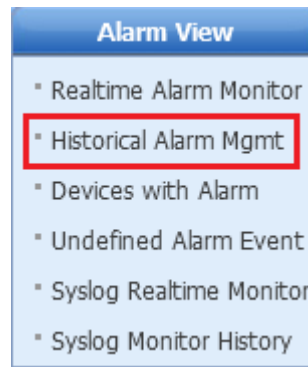 Alarm View
Realtime Alarm Monitor
Historical Alarm Mgmt
Devices with Alarm
Undefined Alarm Event
Syslog Realtime Monitor
Syslog Monitor History